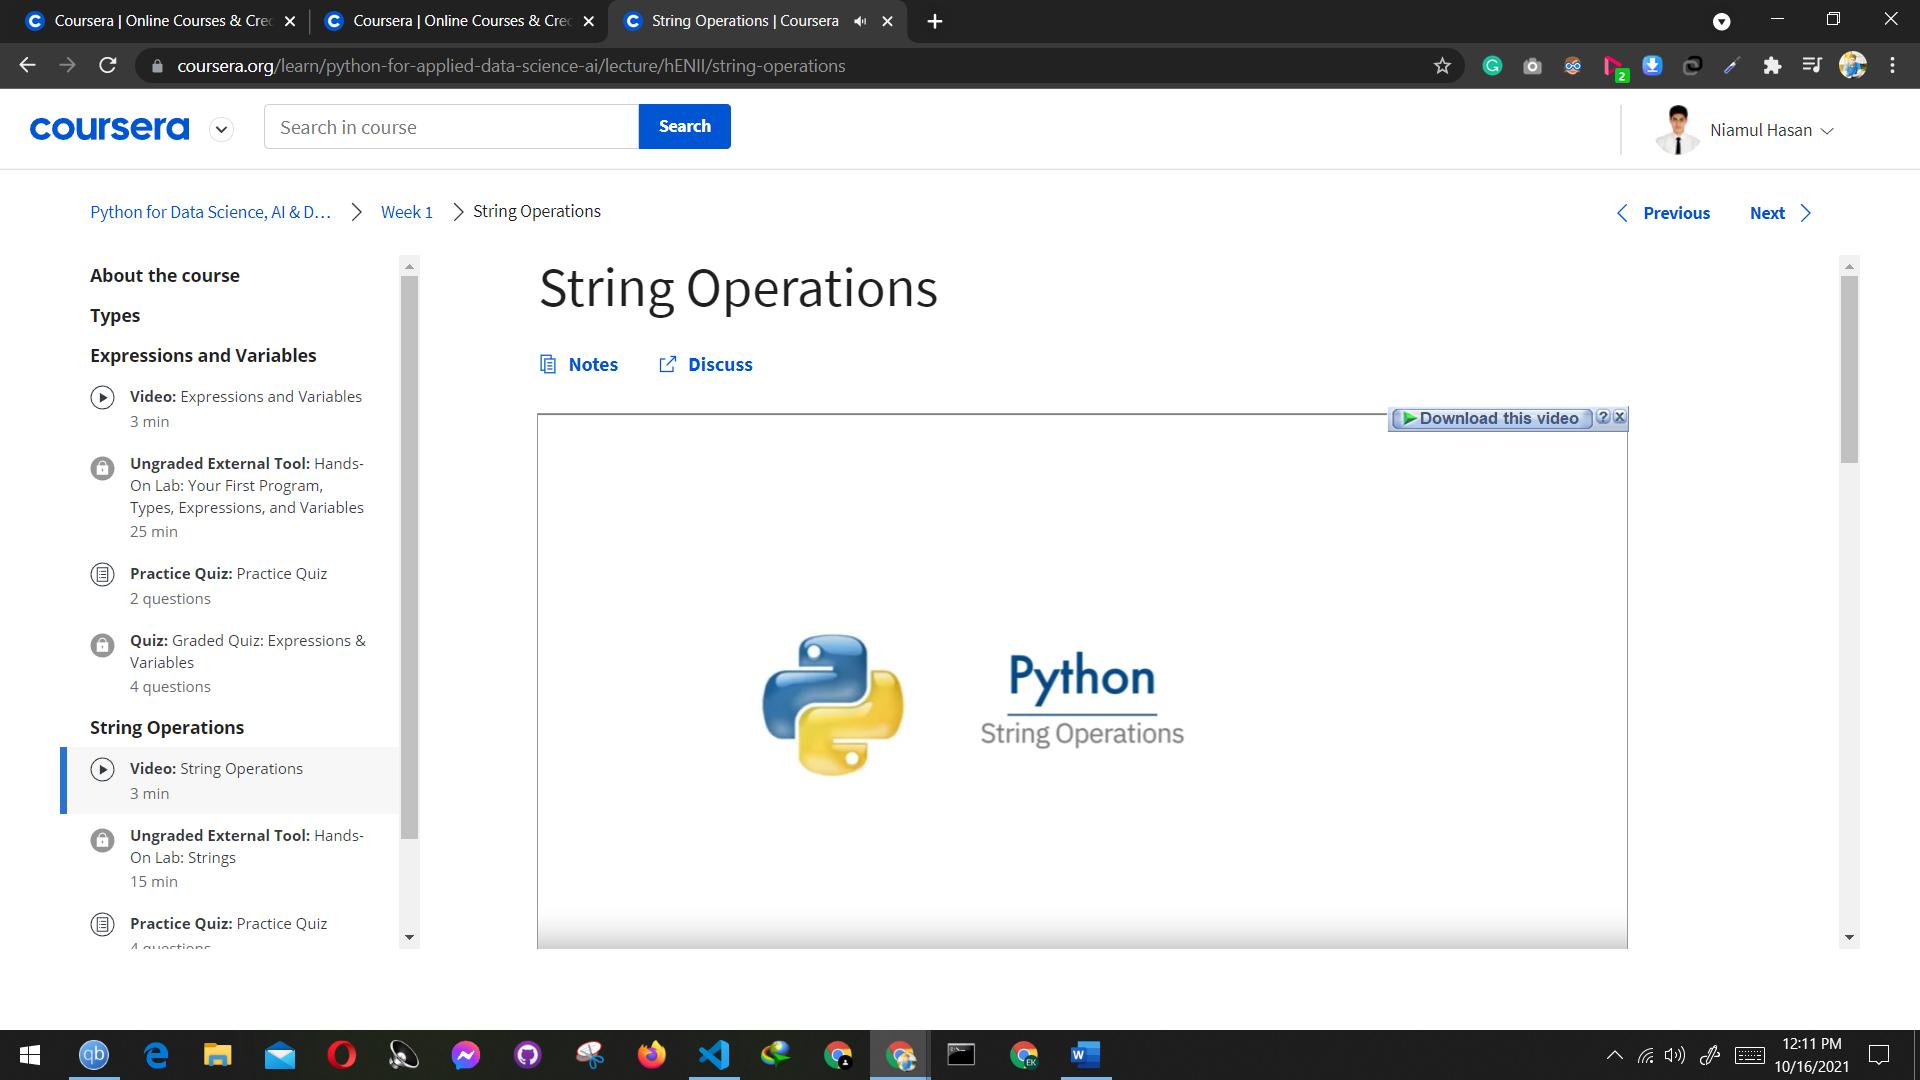 Coursera | Online Courses & Cre
Coursera | Online Courses & Cre
String Operations | Coursera
coursera.org/learn/python-for-applied-data-science-ai/lecture/hENII/string-operations
2
coursera
Search in course
Search
Niamul Hasan
Python for Data Science, AI & D...
Week 1
String Operations
Previous
Next
About the course
Types
Expressions and Variables
Video: Expressions and Variables
3 min
Ungraded External Tool: Hands-
On Lab: Your First Program,
Types, Expressions, and Variables
25 min
Practice Quiz: Practice Quiz
2 questions
Quiz: Graded Quiz: Expressions &
Variables
4 questions
String Operations
Video: String Operations
3 min
Ungraded External Tool: Hands-
On Lab: Strings
15 min
Practice Quiz: Practice Quiz
4 questions
String Operations
Notes
Discuss
Download this video
Python
String Operations
qb
EK
12:11 PM
10/16/2021